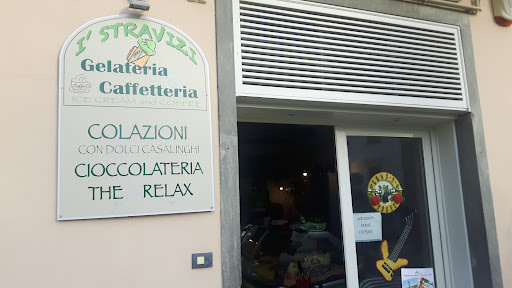 I' STRAVIZI
Gelateria
Caffetteria
ICE CREAM and COFFEE
COLAZIONI
CON DOLCI CASALINGHI
CIOCCOLATERIA
THE RELAX